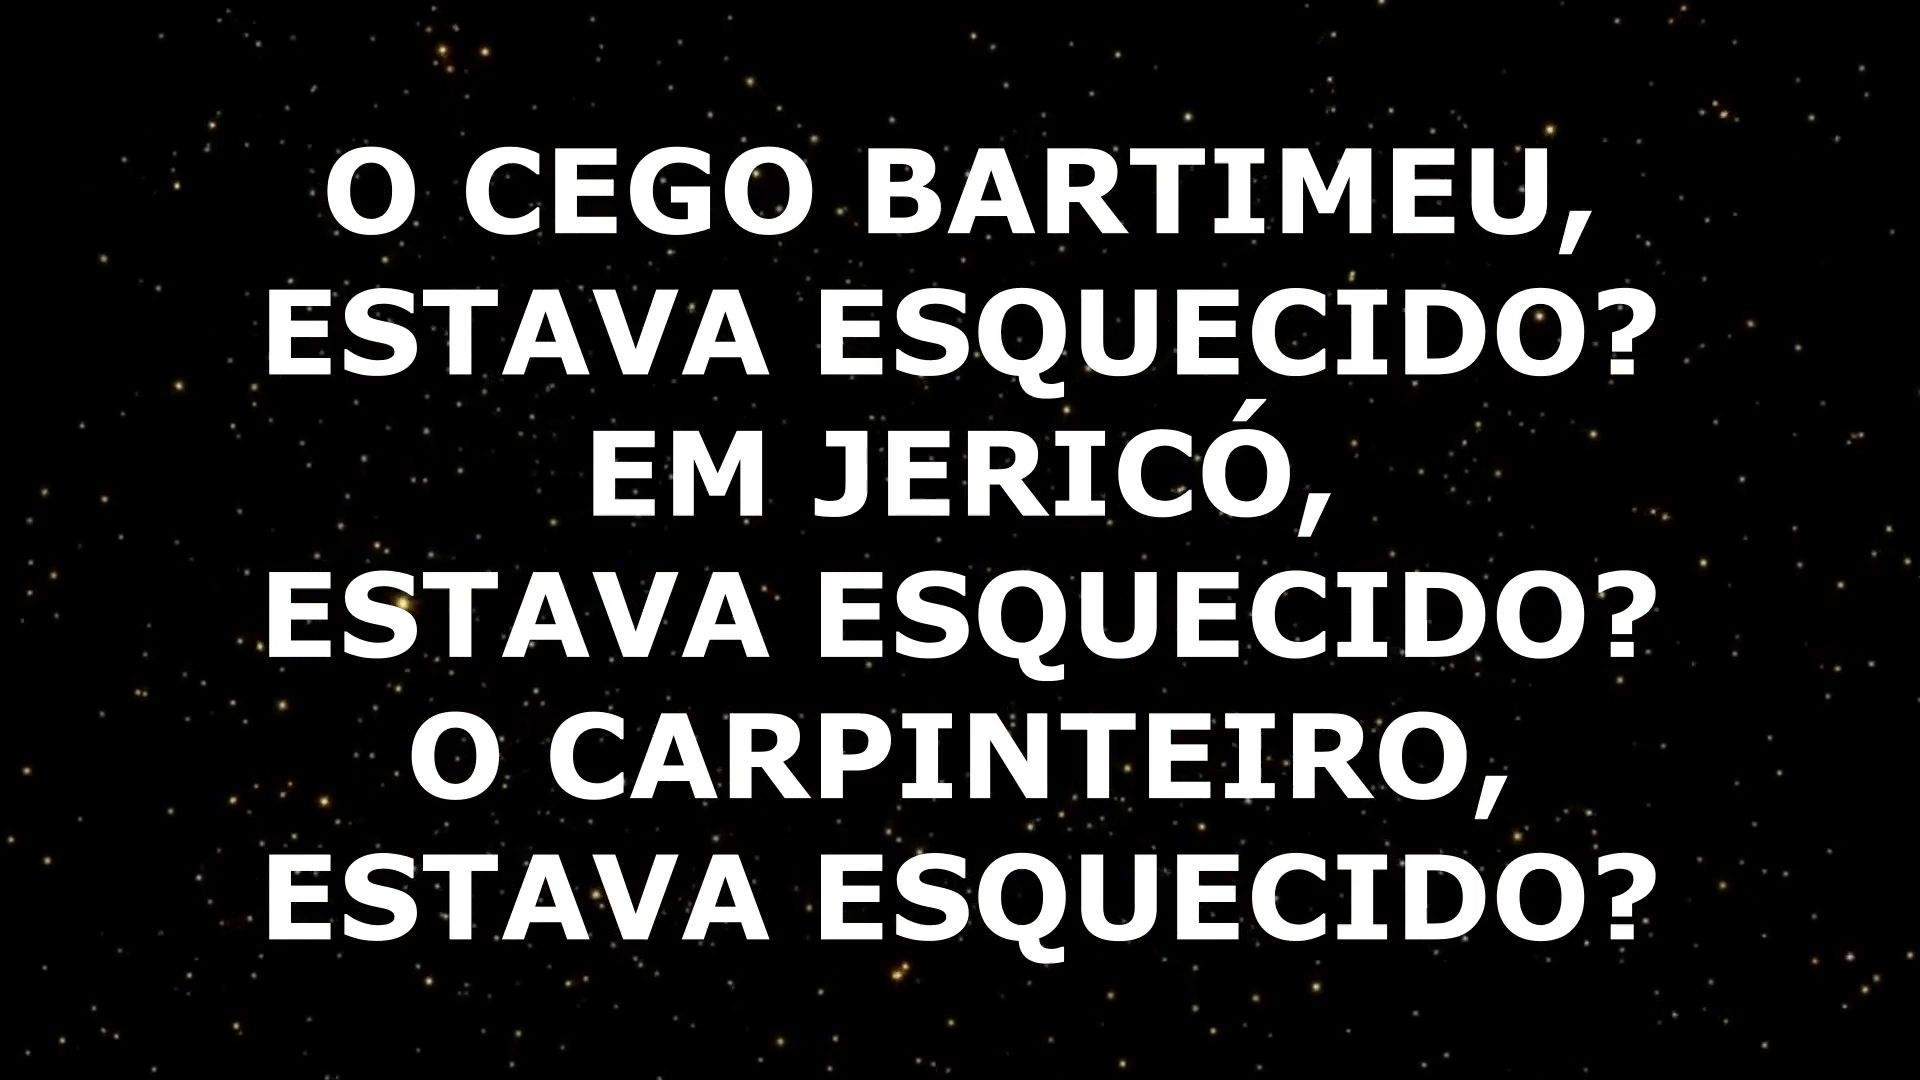 O CEGO BARTIMEU,
ESTAVA ESQUECIDO?
EM JERICÓ,
ESTAVA ESQUECIDO?
O CARPINTEIRO,
ESTAVA ESQUECIDO?